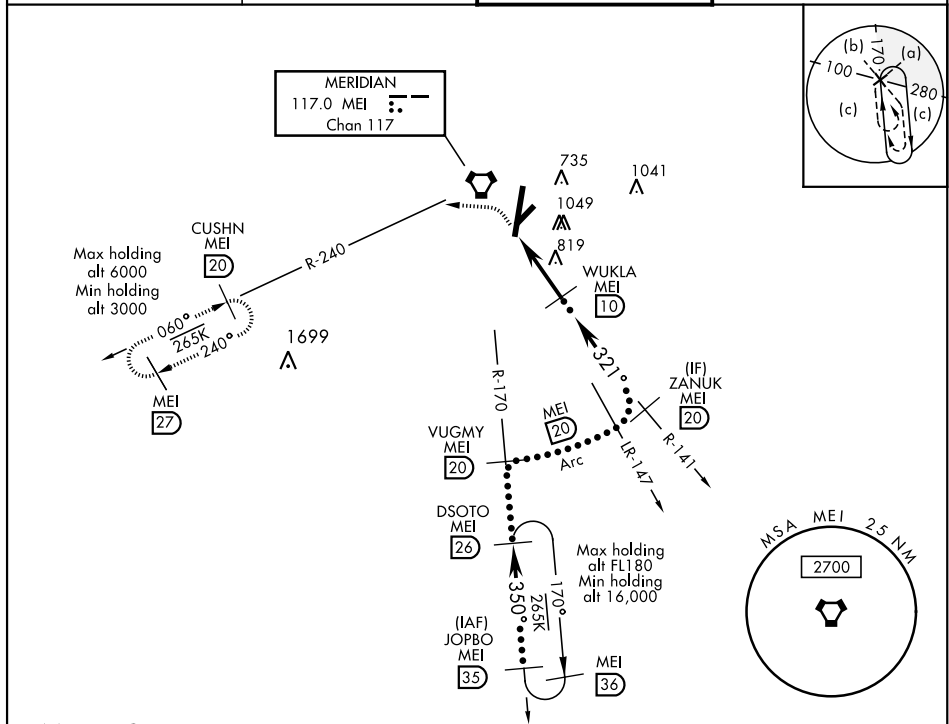 MERIDIAN
117.0 MEI
Chan 117
(b)
170°
(a)
100
280
(c)
(c)
735
1041
1049
819
CUSHN
MEI
20
R-240
Max holding
alt 6000
Min holding
alt 3000
060°
265K
240°
MEI
27
1699
WUKLA
MEI
10
321°
(IF)
ZANUK
MEI
20
R-141
LR-147
R-170
MEI
20
Arc
VUGMY
MEI
20
DSOTO
MEI
26
Max holding
alt FL180
Min holding
alt 16,000
350°
265K
170°
(IAF)
JOPBO
MEI
35
MEI
36
MSA MEI 25 NM
2700